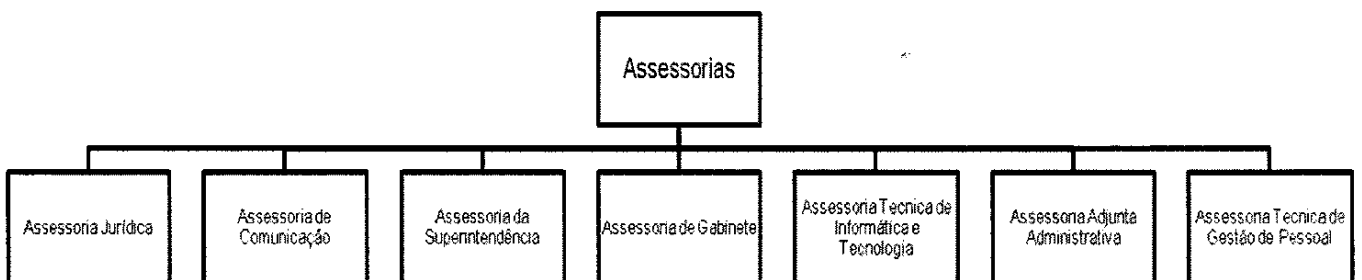 Assessorias
Assessoria Jurídica
Assessoria de
Comunicação
Assessoria da
Superintendência
Assessoria de Gabinete
Assessoria Tecnica de
Informática e
Tecnologia
Assessoria Adjunta
Administrativa
Assessoria Tecnica de
Gestão de Pessoal